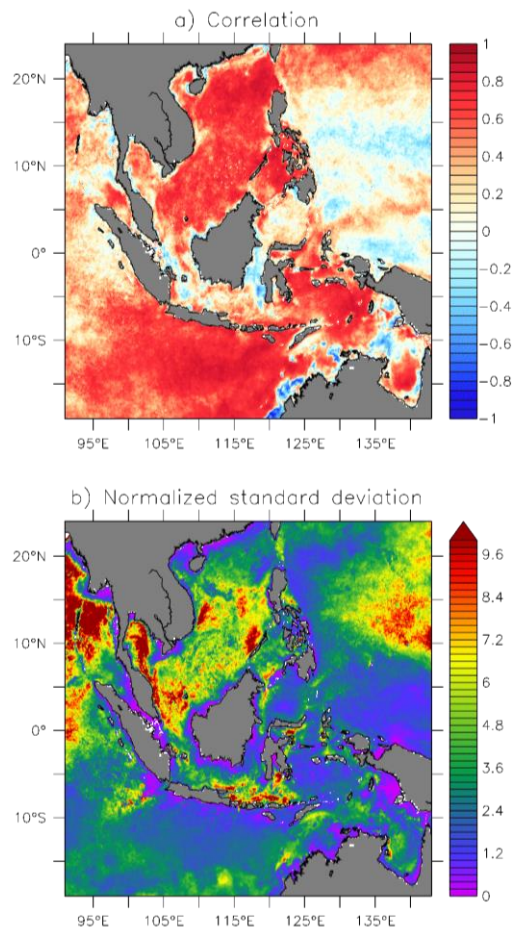 a) Correlation
20°N
10°N
0°
10°S
95°E 105°E 115°E 125°E 135°E
1
0.8
0.6
0.4
0.2
0
−0.2
−0.4
−0.6
−0.8
−1
b) Normalized standard deviation
20°N
10°N
0°
10°S
95°E 105°E 115°E 125°E 135°E
9.6
8.4
7.2
6
4.8
3.6
2.4
1.2
0